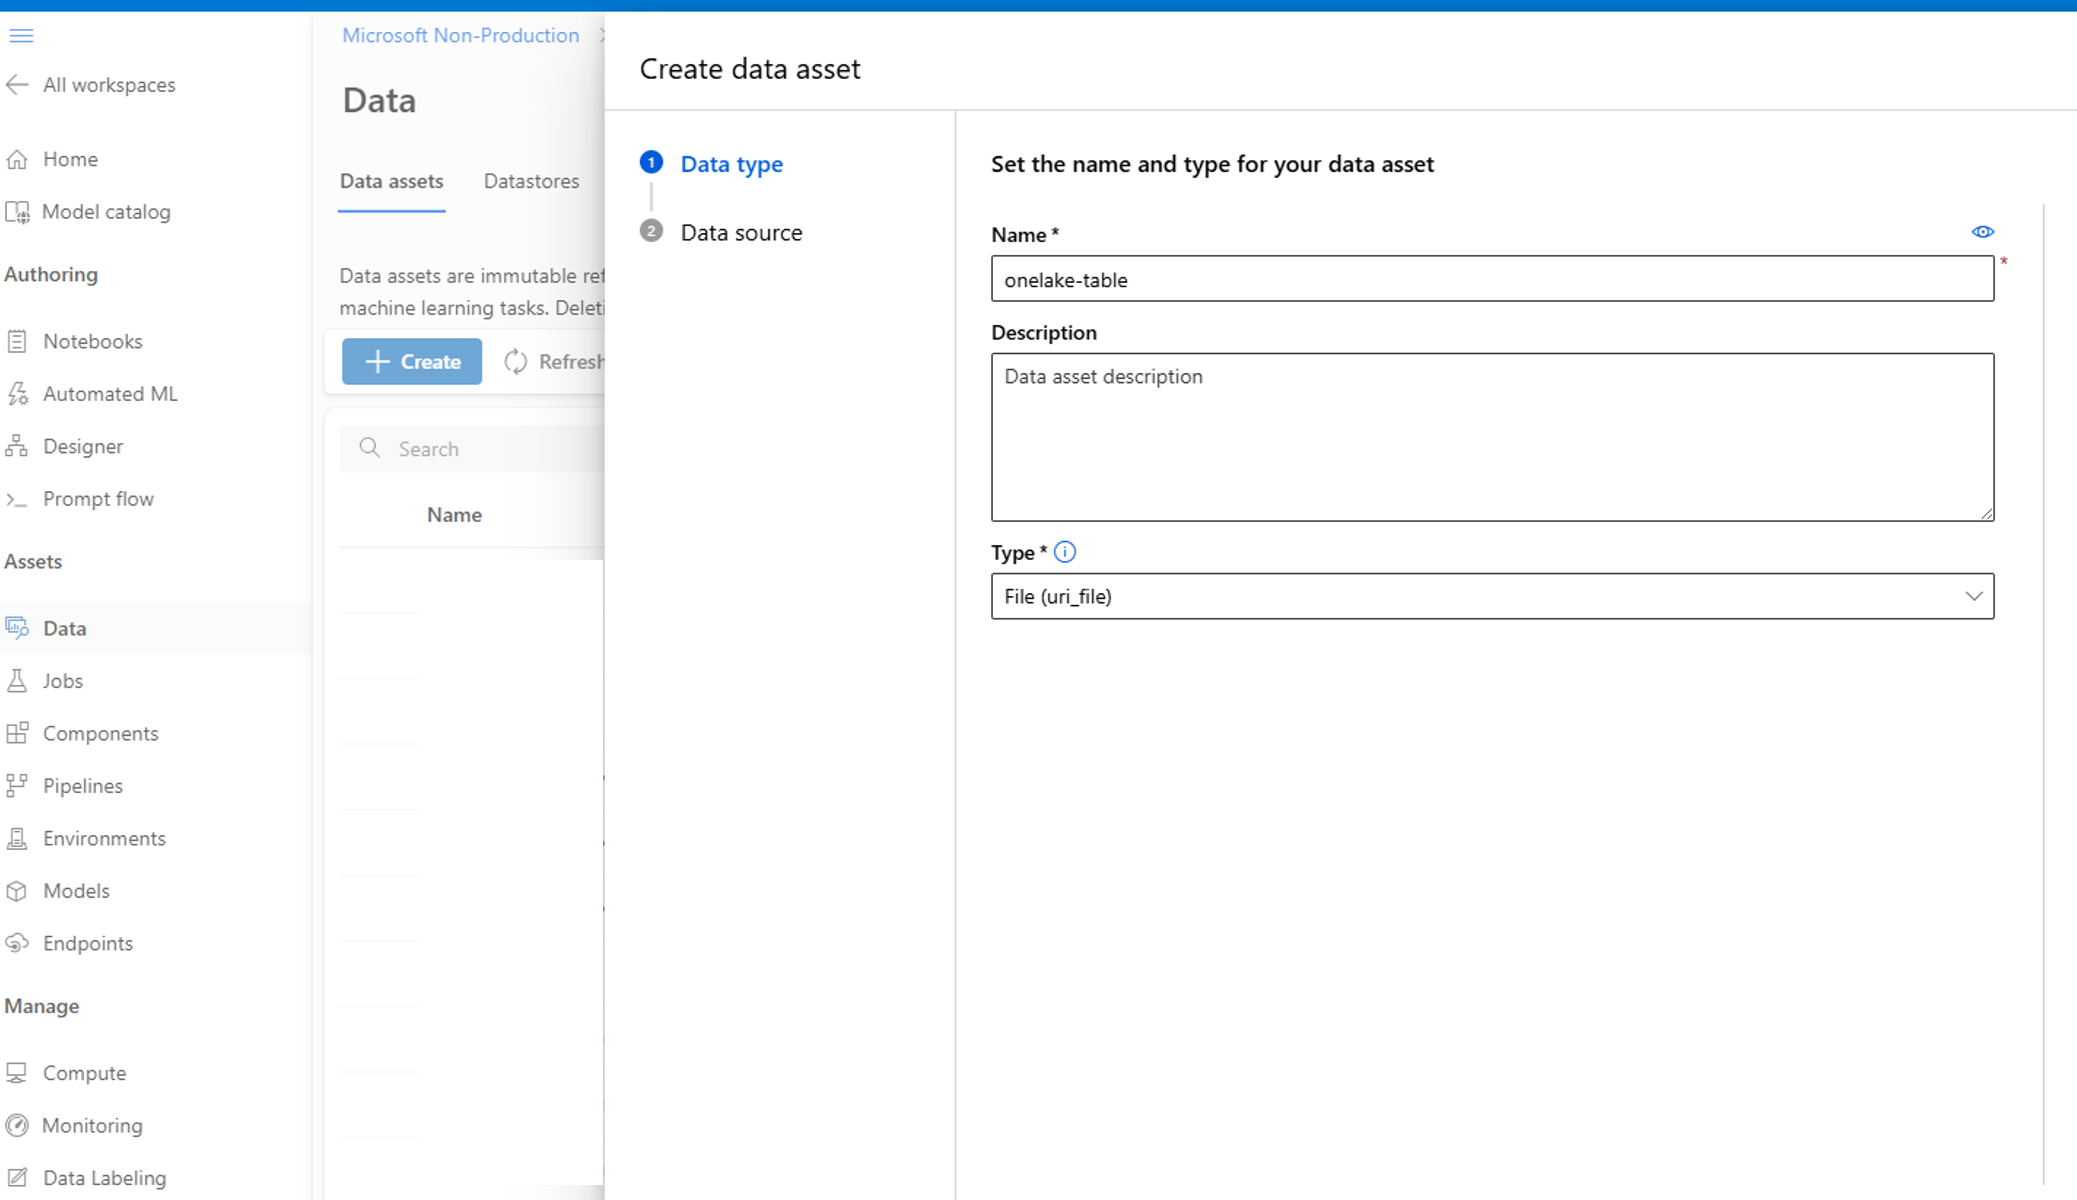 Microsoft Non-Production
All workspaces
Home
Model catalog
Authoring
Notebooks
Automated ML
Designer
Prompt flow
Assets
Data
Jobs
Components
Pipelines
Environments
Models
Endpoints
Manage
Compute
Monitoring
Data Labeling
Data
Data assets
Datastores
Data assets are immutable
machine learning tasks.
Create
Refresh
Search
Name
Create data asset
1 Data type
2 Data source
Set the name and type for your data asset
Name *
*
onelake-table
Description
Data asset description
Type *
File (uri_file)